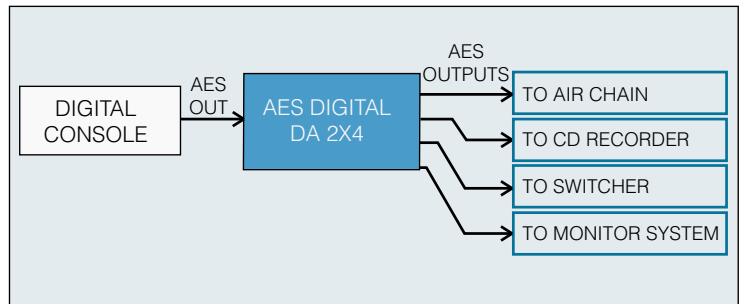 DIGITAL
CONSOLE
AES
OUT
AES DIGITAL
DA 2X4
AES
OUTPUTS
TO AIR CHAIN
TO CD RECORDER
TO SWITCHER
TO MONITOR SYSTEM